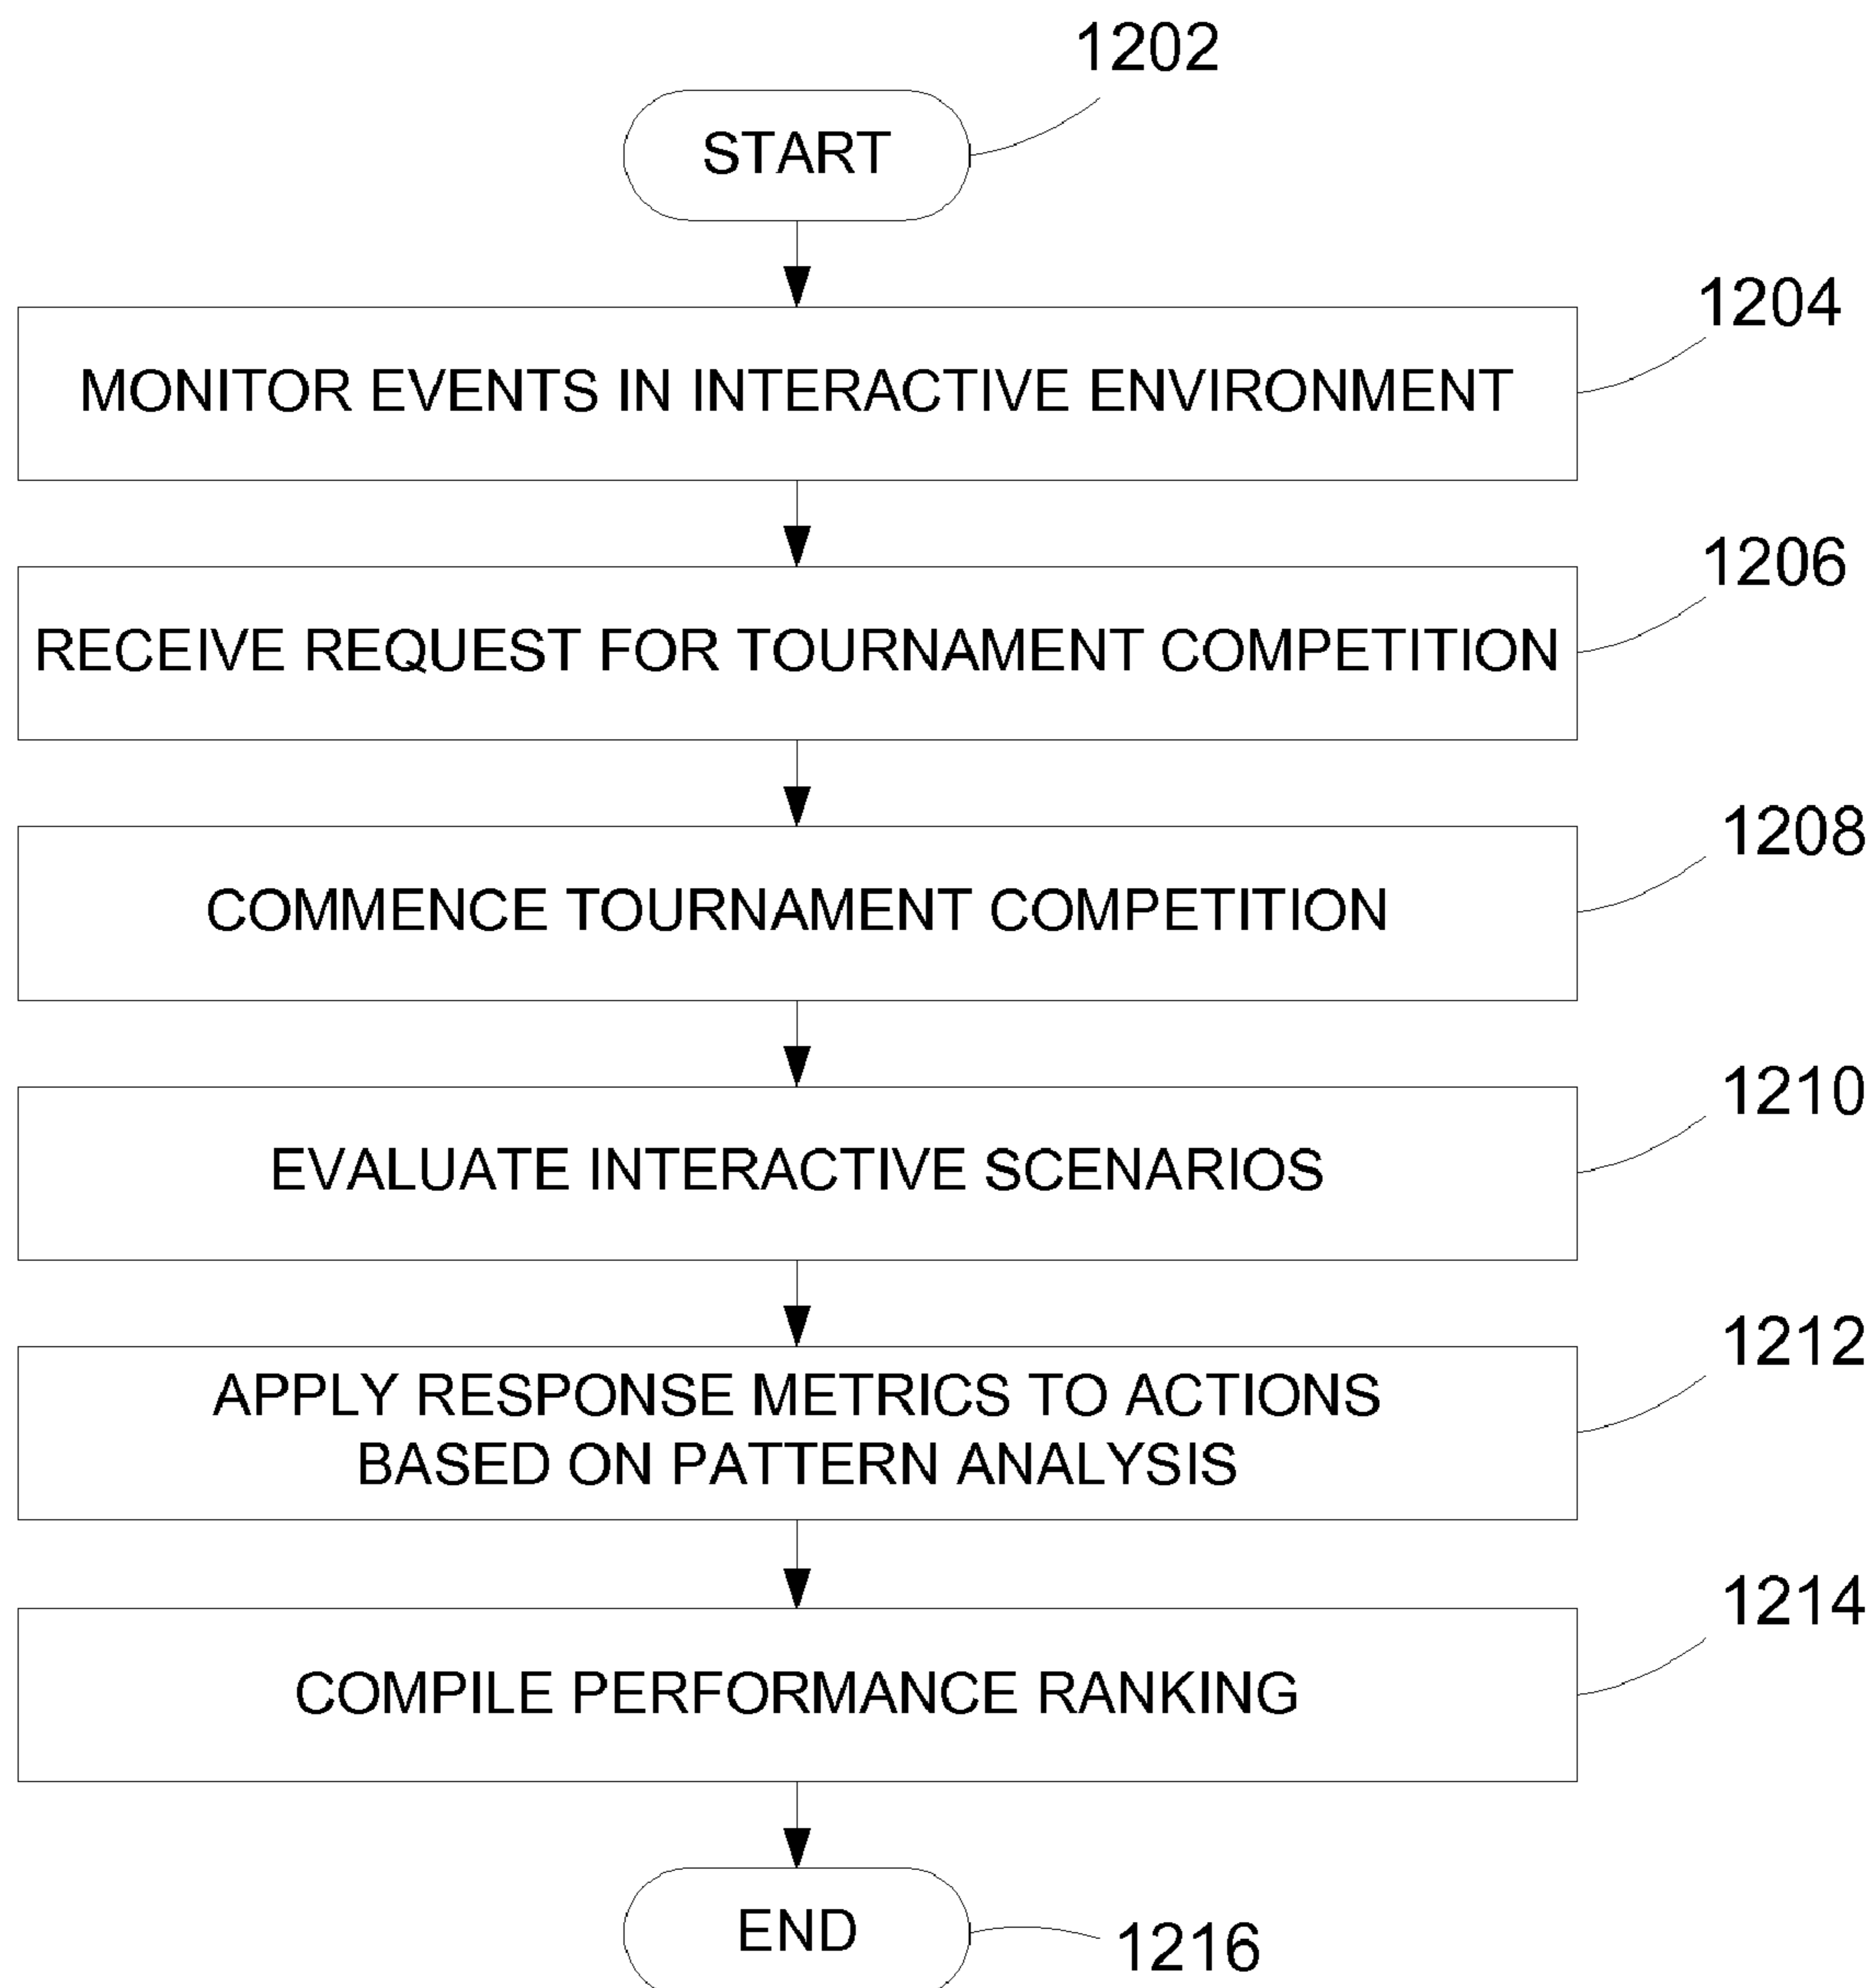 1202
START
1204
MONITOR EVENTS IN INTERACTIVE ENVIRONMENT
1206
RECEIVE REQUEST FOR TOURNAMENT COMPETITION
1208
COMMENCE TOURNAMENT COMPETITION
1210
EVALUATE INTERACTIVE SCENARIOS
1212
APPLY RESPONSE METRICS TO ACTIONS
BASED ON PATTERN ANALYSIS
1214
COMPILE PERFORMANCE RANKING
END
1216